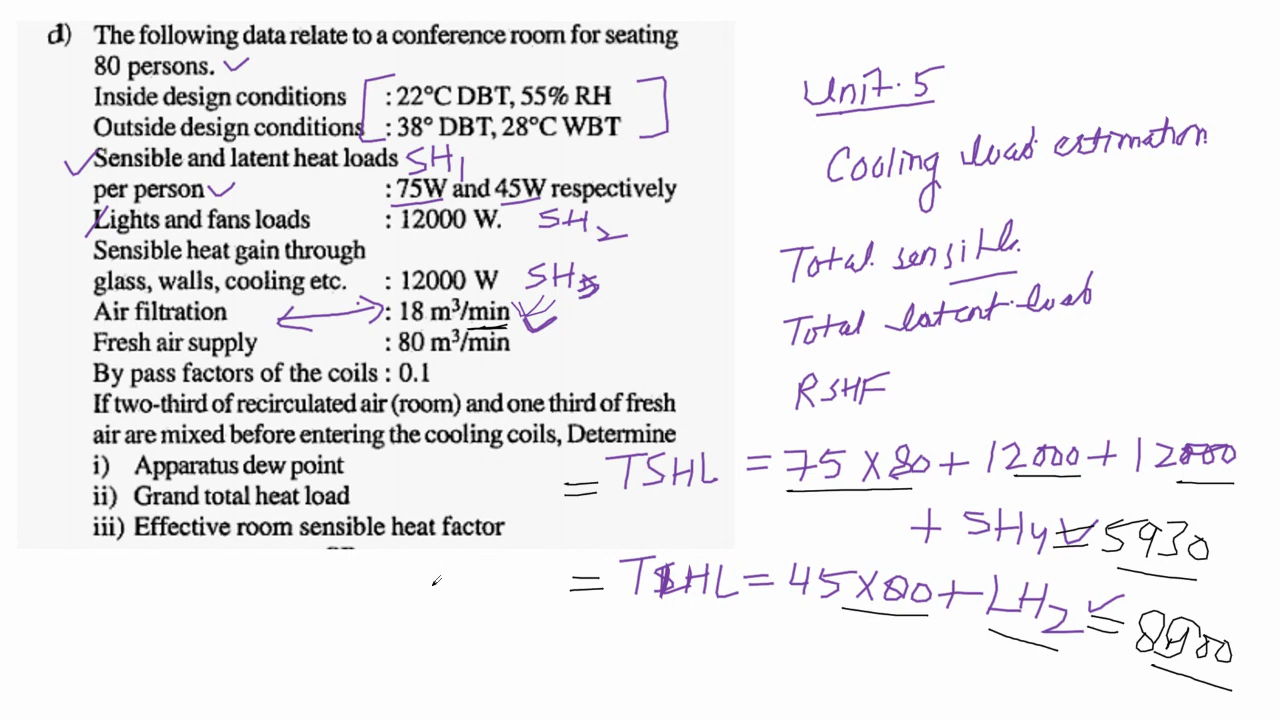 d) The following data relate to a conference room for seating
80 persons.
Inside design conditions : 22°C DBT, 55% RH
Outside design conditions : 38° DBT, 28°C WBT
Sensible and latent heat loads SH1
per person : 75W and 45W respectively
Lights and fans loads : 12000 W. SH2
Sensible heat gain through
glass, walls, cooling etc. : 12000 W SH3
Air filtration : 18 m³/min
Fresh air supply : 80 m³/min
By pass factors of the coils : 0.1
If two-third of recirculated air (room) and one third of fresh
air are mixed before entering the cooling coils, Determine
i) Apparatus dew point
ii) Grand total heat load
iii) Effective room sensible heat factor
Unit. 5
Cooling load estimation
Total sensible
Total latent load
RSHF
= TSHL = 75 X 80 + 12000 + 12000
+ SH4 = 5930
= TLHL = 45 X 80 + LH2 = 8900